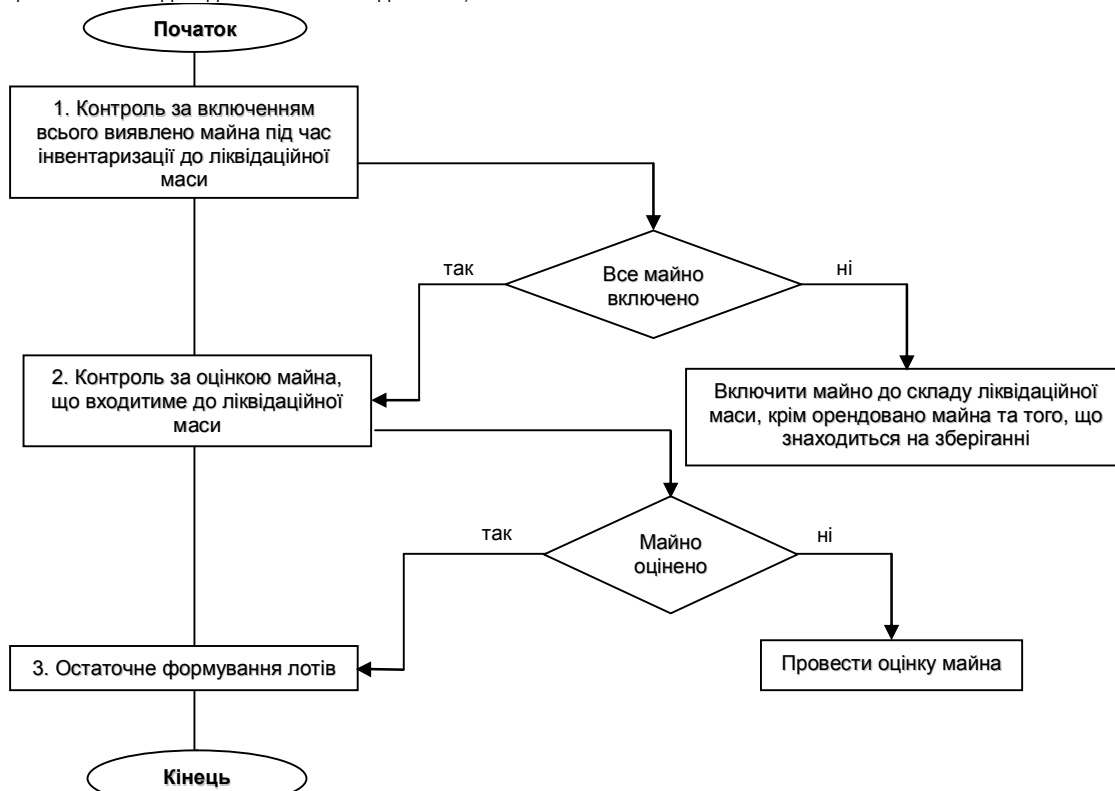 Початок
1. Контроль за включенням
всього виявлено майна під час
інвентаризації до ліквідаційної
маси
так
Все майно
включено
ні
2. Контроль за оцінкою майна,
що входитиме до ліквідаційної
маси
Включити майно до складу ліквідаційної
маси, крім орендовано майна та того, що
знаходиться на зберіганні
так
Майно
оцінено
ні
3. Остаточне формування лотів
Провести оцінку майна
Кінець